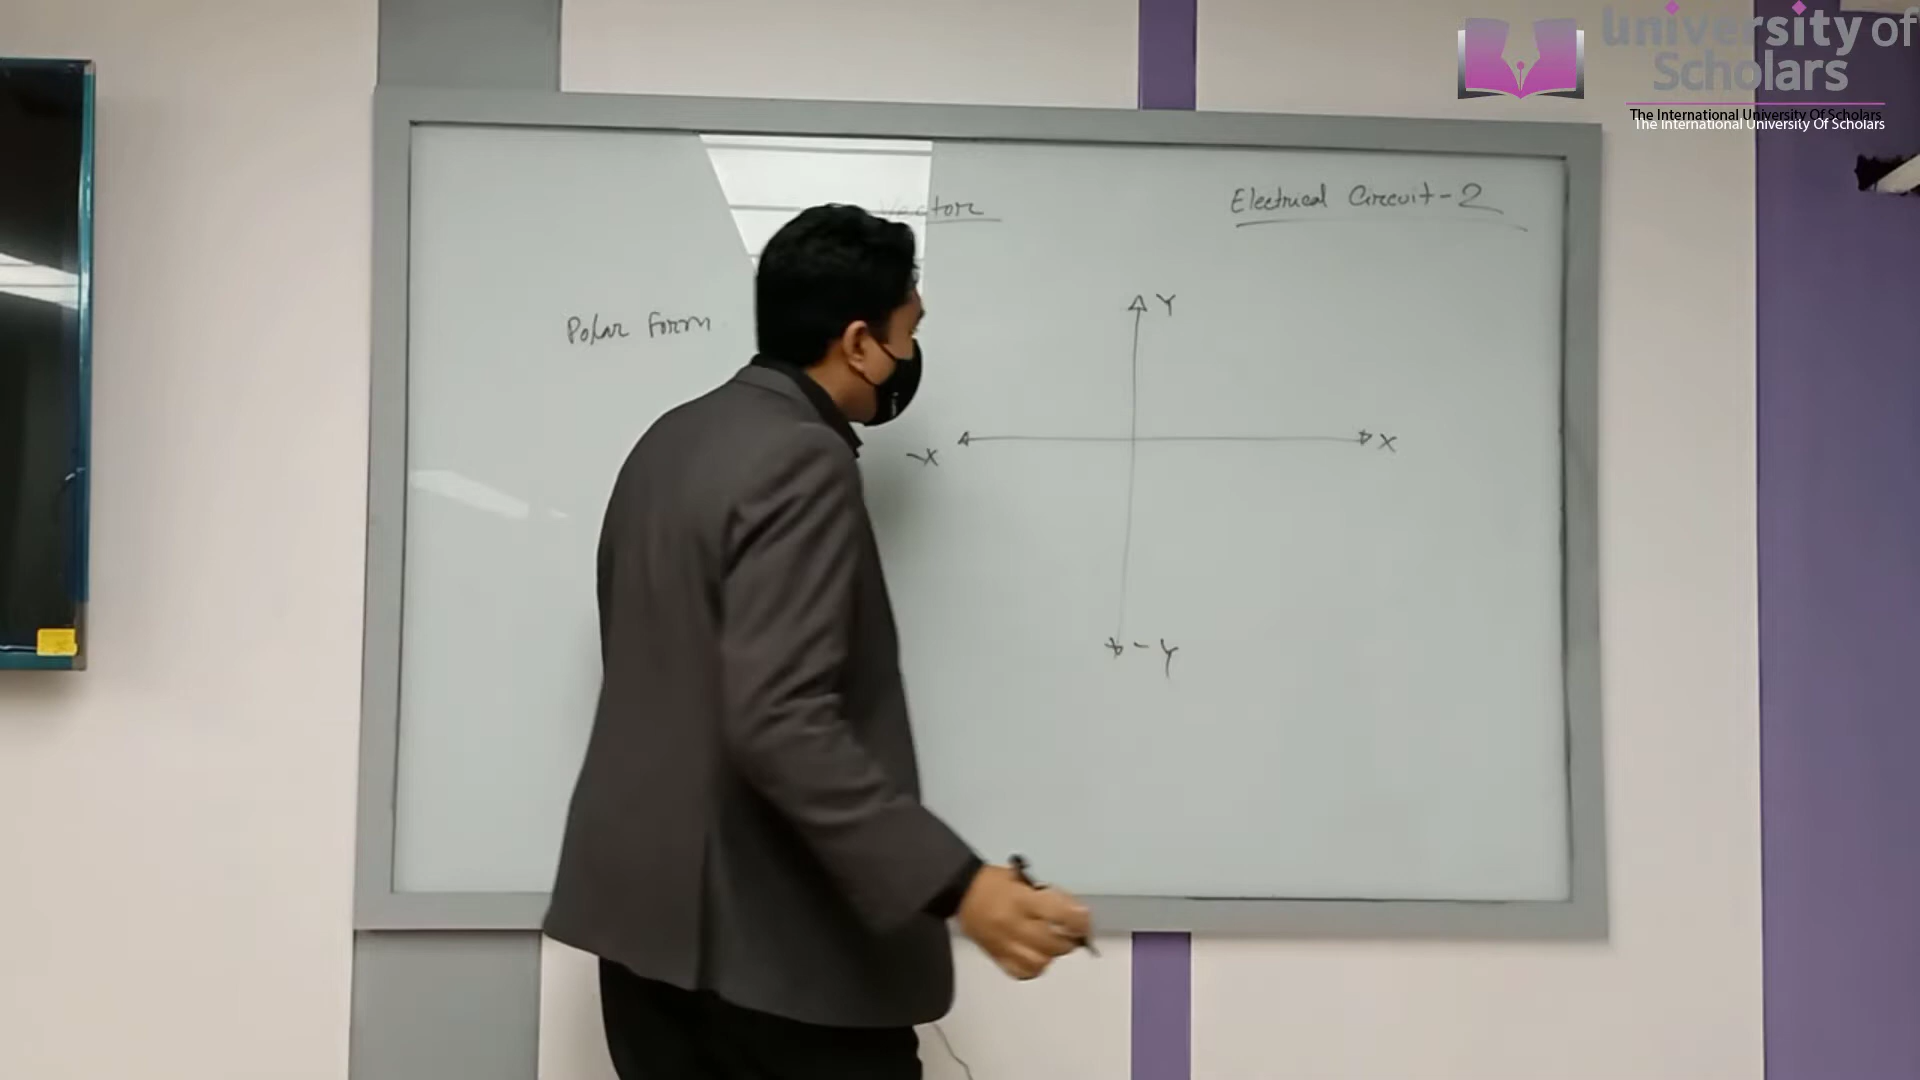 University of
Scholars
The International University Of Scholars
The International University Of Scholars
Vector
Electrical Circuit-2
Polar Form
Y
-X
X
-Y